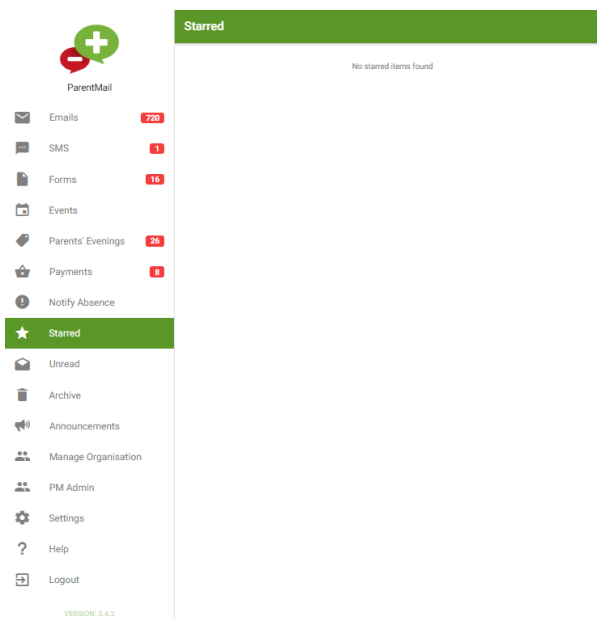 ParentMail
Emails 720
SMS 1
Forms 16
Events
Parents' Evenings 26
Payments 8
Notify Absence
Starred
Unread
Archive
Announcements
Manage Organisation
PM Admin
Settings
Help
Logout
VERSION: 2.4.2
Starred
No starred items found